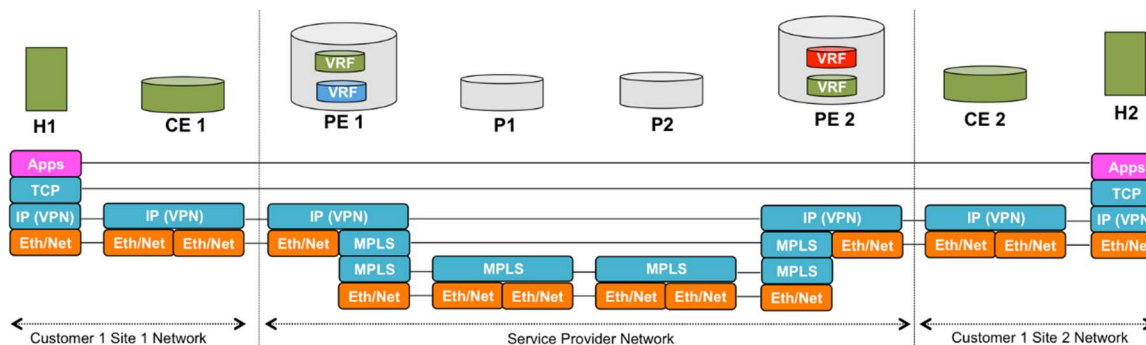 VRF
VRF
VRF
VRF
H1
CE 1
PE 1
P1
P2
PE 2
CE 2
H2
Apps
Apps
TCP
TCP
IP (VPN)
IP (VPN)
IP (VPN)
IP (VPN)
IP (VPN)
IP (VPN)
Eth/Net
Eth/Net
Eth/Net
Eth/Net
MPLS
MPLS
Eth/Net
Eth/Net
Eth/Net
Eth/Net
MPLS
MPLS
MPLS
MPLS
Eth/Net
Eth/Net
Eth/Net
Eth/Net
Eth/Net
Eth/Net
Customer 1 Site 1 Network
Service Provider Network
Customer 1 Site 2 Network